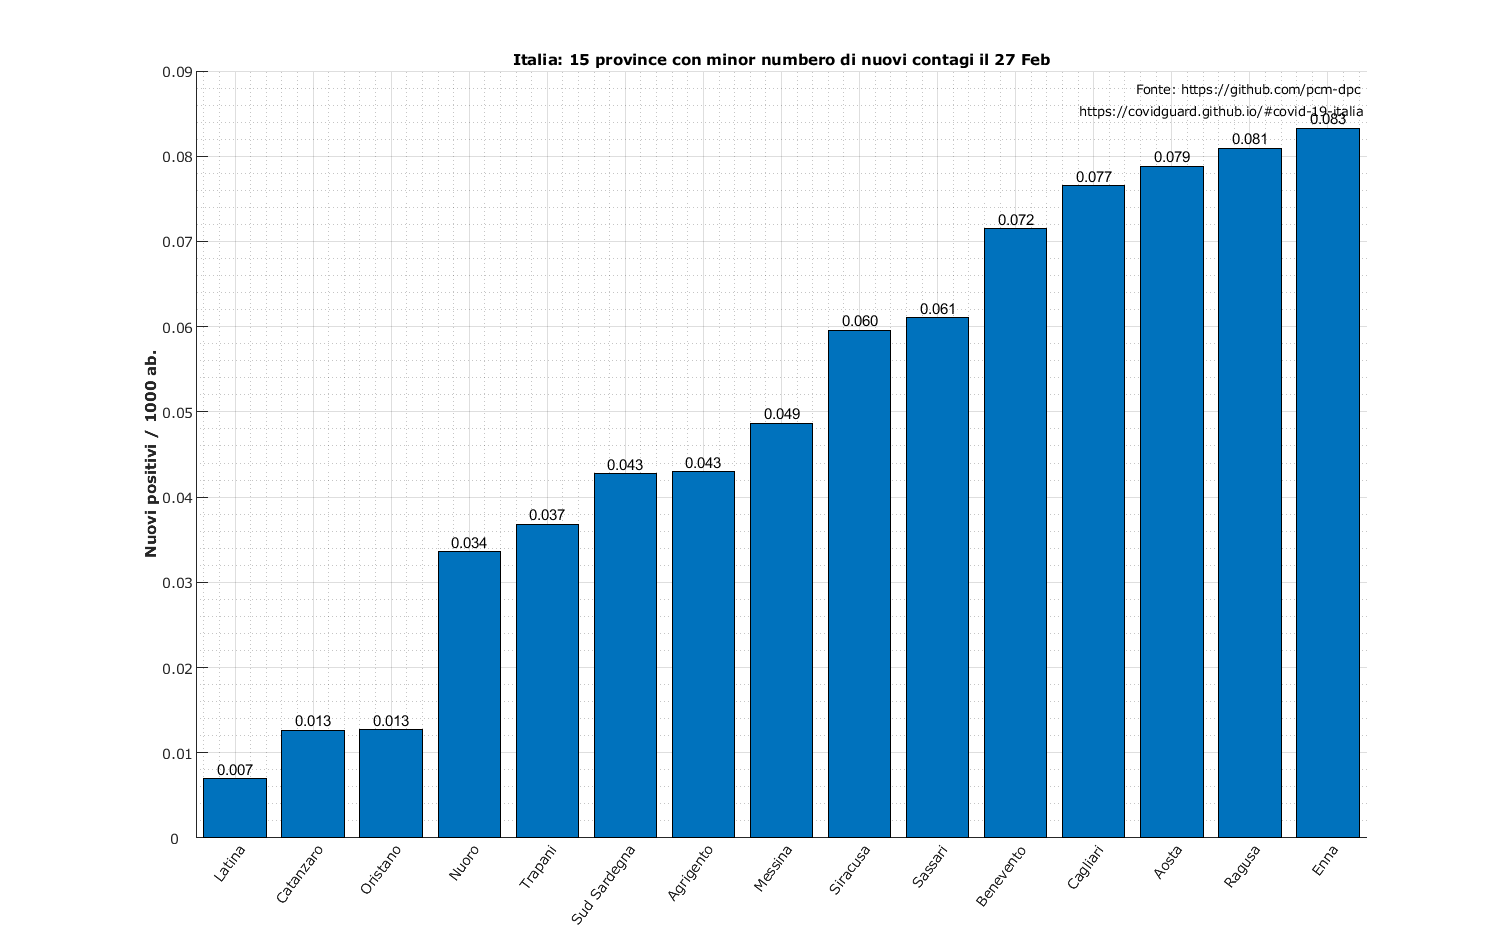 Italia: 15 province con minor numbero di nuovi contagi il 27 Feb
Fonte: https://github.com/pcm-dpc
https://covidguard.github.io/#covid-19-italia
Nuovi positivi / 1000 ab.
0.09
0.08
0.07
0.06
0.05
0.04
0.03
0.02
0.01
0
0.007
0.013
0.013
0.034
0.037
0.043
0.043
0.049
0.060
0.061
0.072
0.077
0.079
0.081
0.083
Latina
Catanzaro
Oristano
Nuoro
Trapani
Sud Sardegna
Agrigento
Messina
Siracusa
Sassari
Benevento
Cagliari
Aosta
Ragusa
Enna